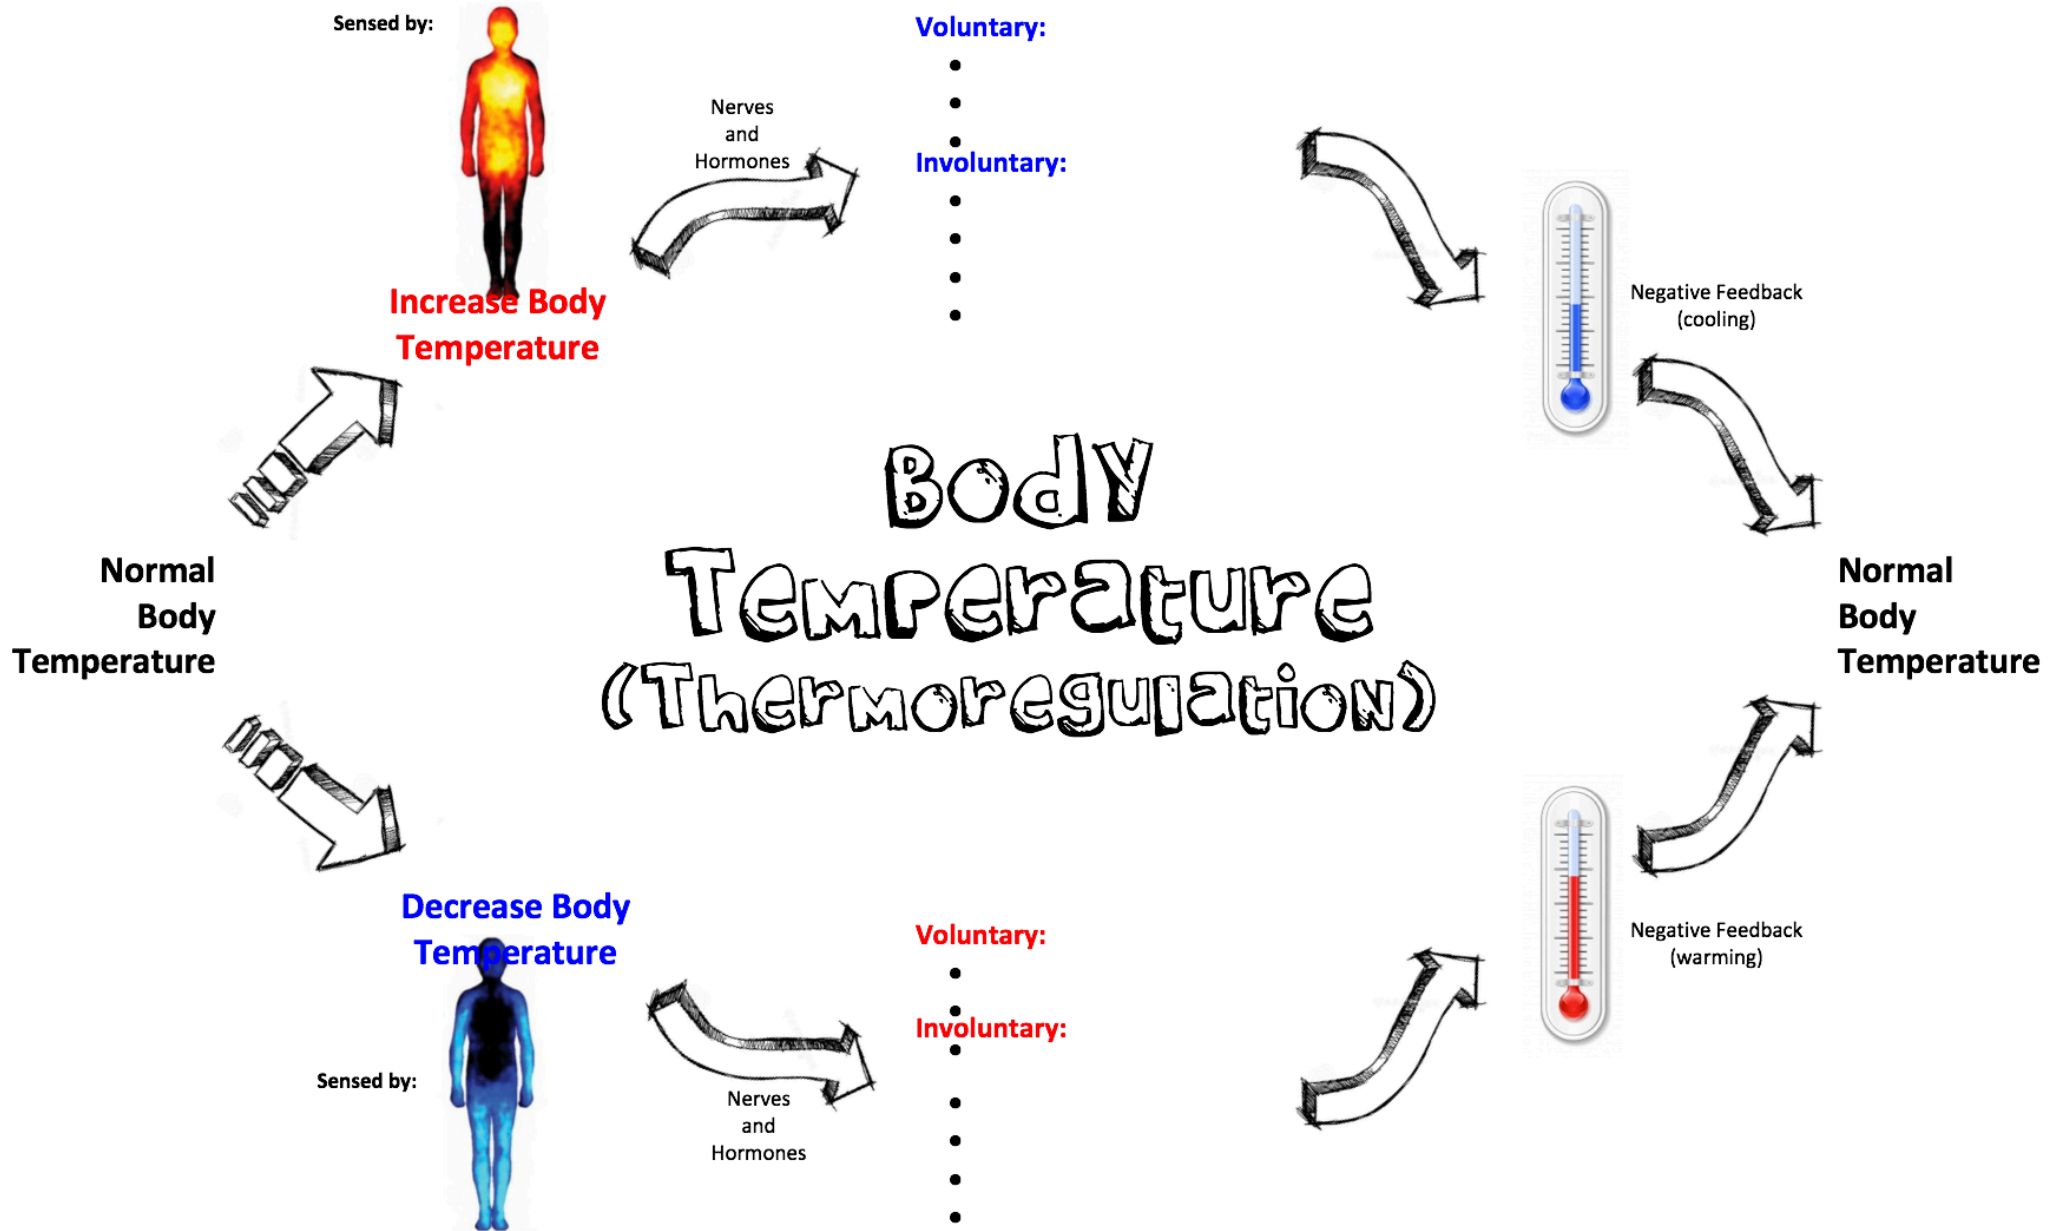 Sensed by:
Voluntary:
•
•
•
Nerves
and
Hormones
Involuntary:
•
•
•
•
Increase Body
Temperature
Negative Feedback
(cooling)
Body
Temperature
(Thermoregulation)
Normal
Body
Temperature
Normal
Body
Temperature
Decrease Body
Temperature
Sensed by:
Nerves
and
Hormones
Voluntary:
•
•
Involuntary:
•
•
•
•
•
Negative Feedback
(warming)